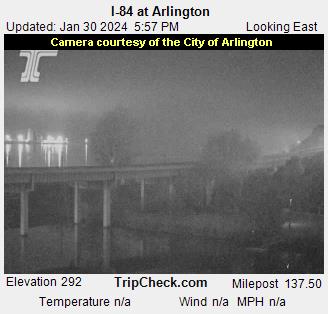 I-84 at Arlington
Updated: Jan 30 2024 5:57 PM Looking East
Camera courtesy of the City of Arlington
Elevation 292 TripCheck.com Milepost 137.50
Temperature n/a Wind n/a MPH n/a